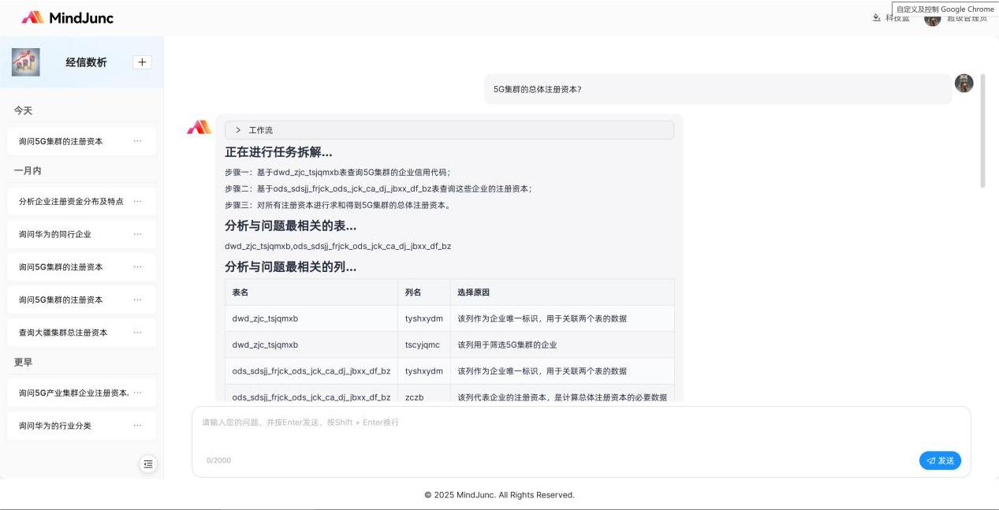 MindJunc
科技蓝
自定义及控制 Google Chrome
超级管理员
经信数析
+
今天
询问5G集群的注册资本 ...
一月内
分析企业注册资金分布及特点 ...
询问华为的同行企业 ...
询问5G集群的注册资本 ...
询问5G集群的注册资本 ...
查询大疆集群总注册资本 ...
更早
询问5G产业集群企业注册资本. ...
询问华为的行业分类 ...
5G集群的总体注册资本?
> 工作流
正在进行任务拆解...
步骤一：基于dwd_zjc_tsjqmxb表查询5G集群的企业信用代码；
步骤二：基于ods_sdsjj_frjck_ods_jck_ca_dj_jbxx_df_bz表查询这些企业的注册资本；
步骤三：对所有注册资本进行求和得到5G集群的总体注册资本。
分析与问题最相关的表...
dwd_zjc_tsjqmxb,ods_sdsjj_frjck_ods_jck_ca_dj_jbxx_df_bz
分析与问题最相关的列...
表名 列名 选择原因
dwd_zjc_tsjqmxb tyshxydm 该列作为企业唯一标识，用于关联两个表的数据
dwd_zjc_tsjqmxb tscyjqmc 该列用于筛选5G集群的企业
ods_sdsjj_frjck_ods_jck_ca_dj_jbxx_df_bz tyshxydm 该列作为企业唯一标识，用于关联两个表的数据
ods_sdsjj_frjck_ods_jck_ca_dj_jbxx_df_bz zczb 该列代表企业的注册资本，是计算总体注册资本的必要数据
请输入您的问题，并按Enter发送，按Shift + Enter换行
0/2000
发送
© 2025 MindJunc. All Rights Reserved.